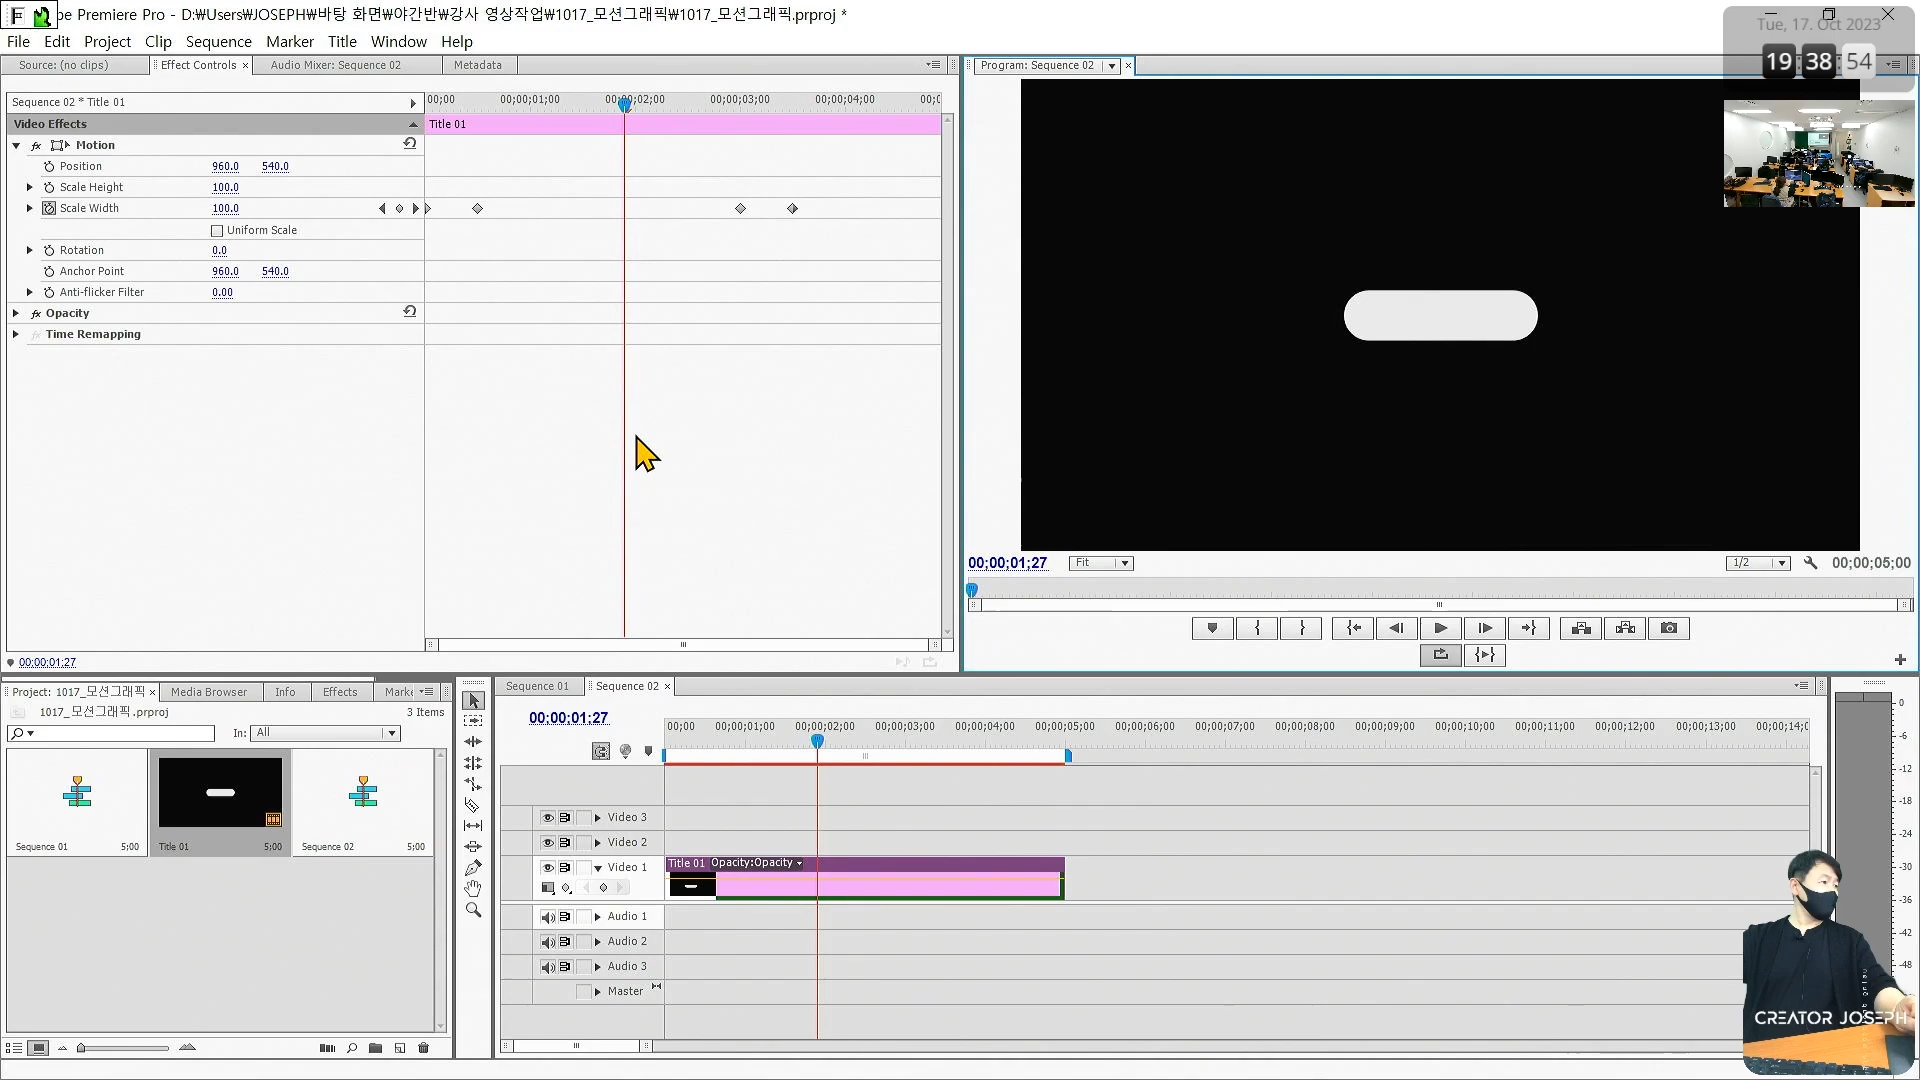 pe Premiere Pro - D:₩Users₩JOSEPH₩바탕 화면₩야간반₩강사 영상작업₩1017_모션그래픽₩1017_모션그래픽.prproj *
Tue, 17. Oct 2023
19 38 54
File Edit Project Clip Sequence Marker Title Window Help
Source: (no clips) Effect Controls × Audio Mixer: Sequence 02 Metadata
Program: Sequence 02 ×
Sequence 02 * Title 01
00;00 00;00;01;00 00;00;02;00 00;00;03;00 00;00;04;00 00;0
Video Effects
Title 01
fx Motion
Position 960.0 540.0
Scale Height 100.0
Scale Width 100.0
Uniform Scale
Rotation 0.0
Anchor Point 960.0 540.0
Anti-flicker Filter 0.00
fx Opacity
fx Time Remapping
00;00;01;27 Fit 1/2 00;00;05;00
00;00;01;27
Project: 1017_모션그래픽 × Media Browser Info Effects Marke
1017_모션그래픽.prproj 3 Items
In: All
Sequence 01 5;00
Title 01 5;00
Sequence 02 5;00
Sequence 01 Sequence 02 ×
00;00;01;27
00;00 00;00;01;00 00;00;02;00 00;00;03;00 00;00;04;00 00;00;05;00 00;00;06;00 00;00;07;00 00;00;08;00 00;00;09;00 00;00;10;00 00;00;11;00 00;00;12;00 00;00;13;00 00;00;14;0
Video 3
Video 2
Video 1
Title 01 Opacity:Opacity
Audio 1
Audio 2
Audio 3
Master
0
-6
-12
-18
-24
-30
-36
-42
-48
CREATOR JOSEPH